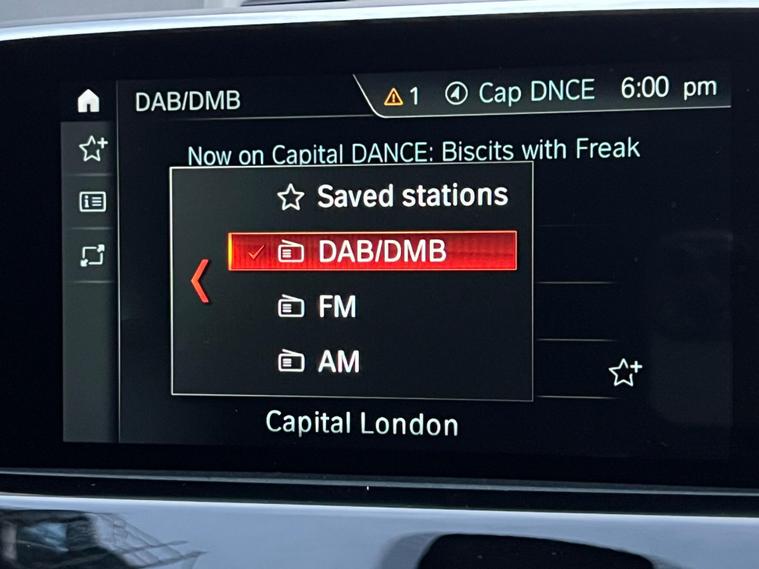 DAB/DMB
1 Cap DNCE 6:00 pm
Now on Capital DANCE: Biscits with Freak
Saved stations
DAB/DMB
FM
AM
Capital London